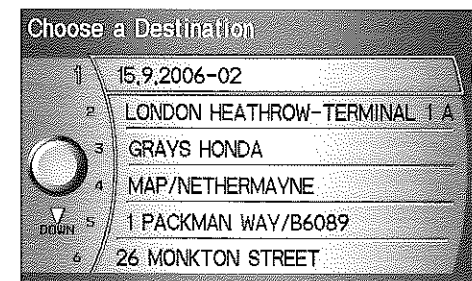 Choose a Destination
1 15.9.2006-02
2 LONDON HEATHROW-TERMINAL 1 A
3 GRAYS HONDA
4 MAP/NETHERMAYNE
DOWN 5 1 PACKMAN WAY/B6089
6 26 MONKTON STREET